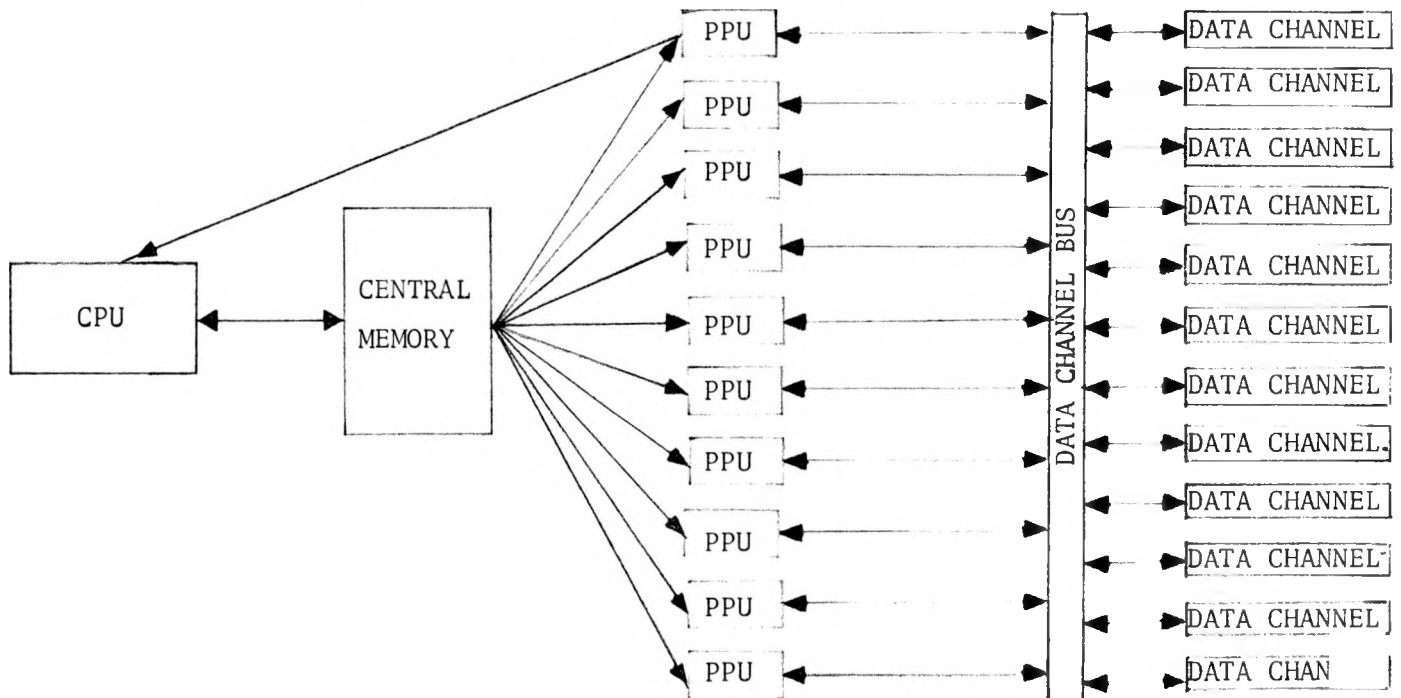 CPU
CENTRAL
MEMORY
PPU
PPU
PPU
PPU
PPU
PPU
PPU
PPU
PPU
PPU
DATA CHANNEL BUS
DATA CHANNEL
DATA CHANNEL
DATA CHANNEL
DATA CHANNEL
DATA CHANNEL
DATA CHANNEL
DATA CHANNEL
DATA CHANNEL
DATA CHANNEL
DATA CHANNEL
DATA CHANNEL
DATA CHAN